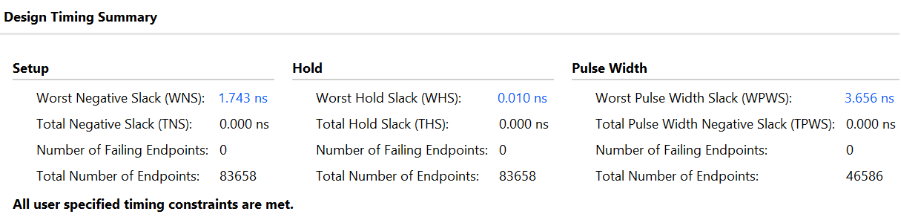 Design Timing Summary
Setup Hold Pulse Width
Worst Negative Slack (WNS): 1.743 ns Worst Hold Slack (WHS): 0.010 ns Worst Pulse Width Slack (WPWS): 3.656 ns
Total Negative Slack (TNS): 0.000 ns Total Hold Slack (THS): 0.000 ns Total Pulse Width Negative Slack (TPWS): 0.000 ns
Number of Failing Endpoints: 0 Number of Failing Endpoints: 0 Number of Failing Endpoints: 0
Total Number of Endpoints: 83658 Total Number of Endpoints: 83658 Total Number of Endpoints: 46586
All user specified timing constraints are met.